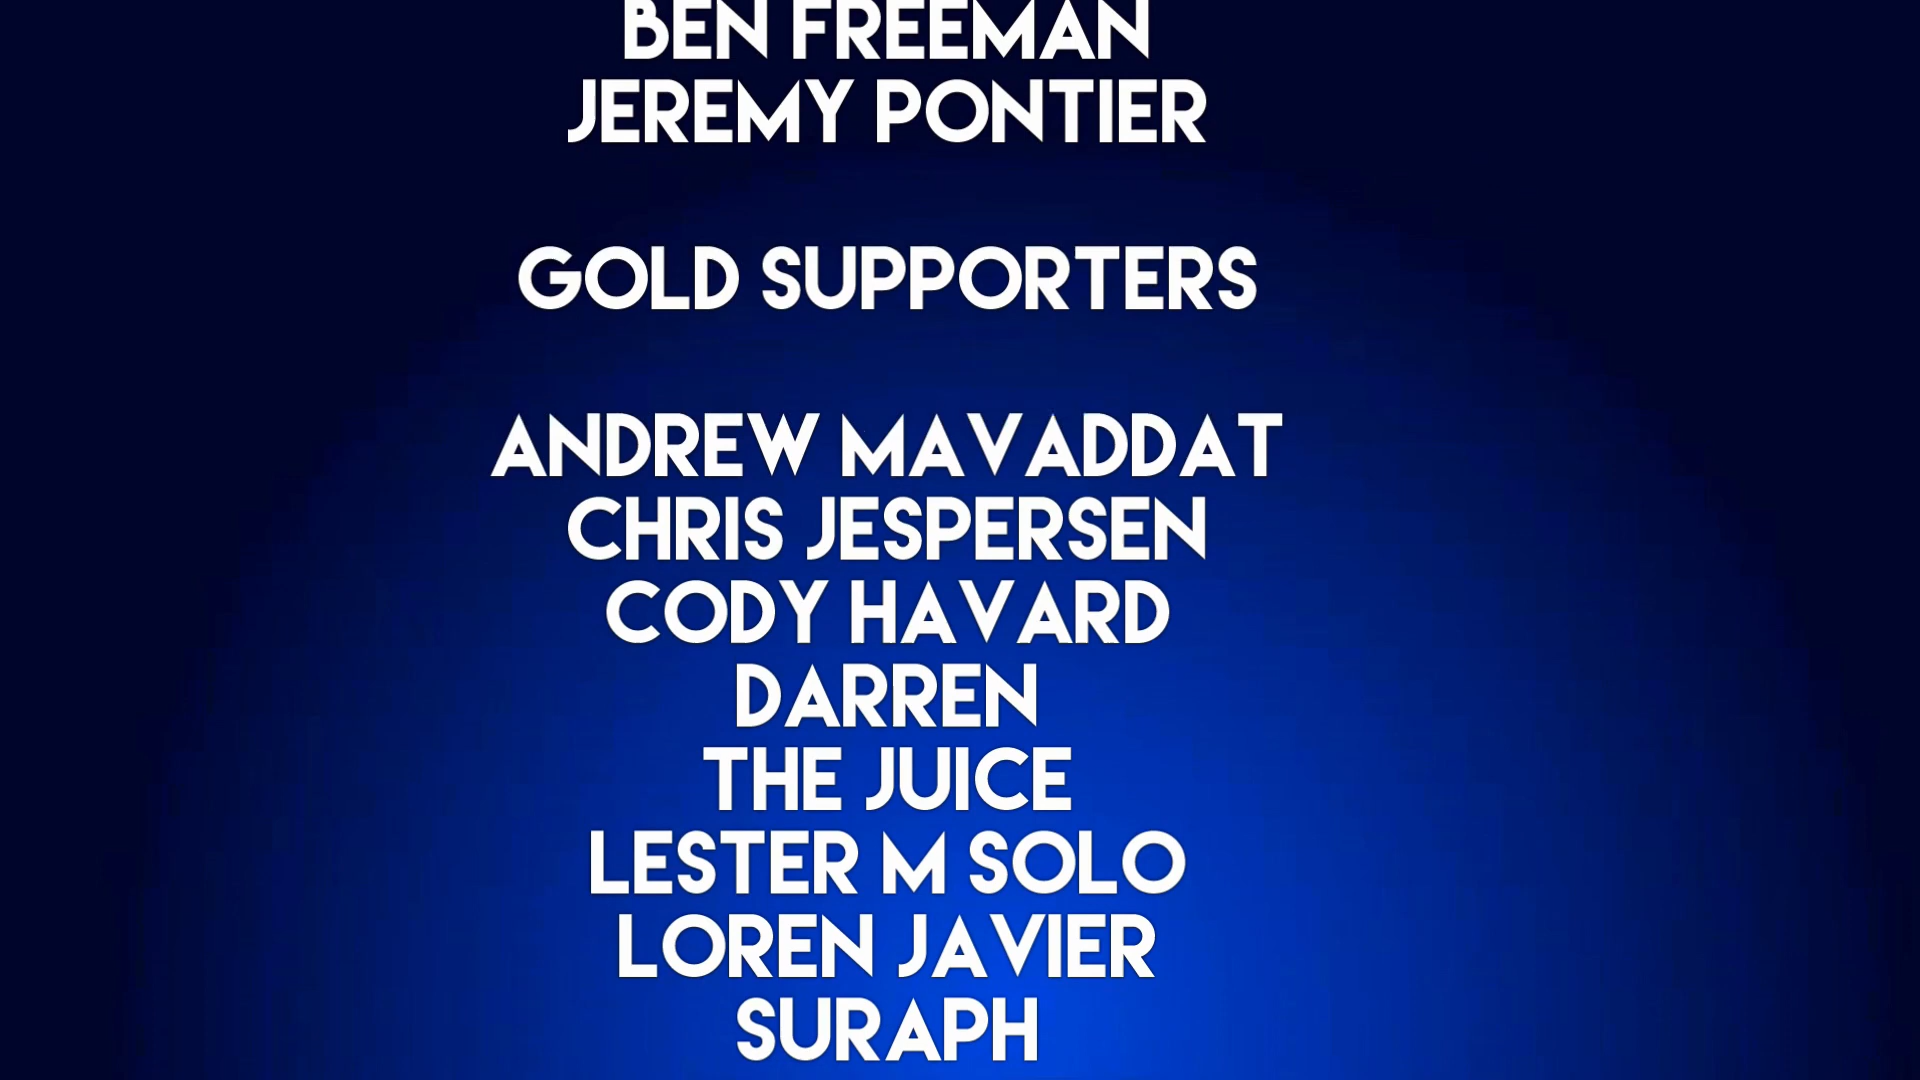 BEN FREEMAN
JEREMY PONTIER
GOLD SUPPORTERS
ANDREW MAVADDAT
CHRIS JESPERSEN
CODY HAVARD
DARREN
THE JUICE
LESTER M SOLO
LOREN JAVIER
SURAPH